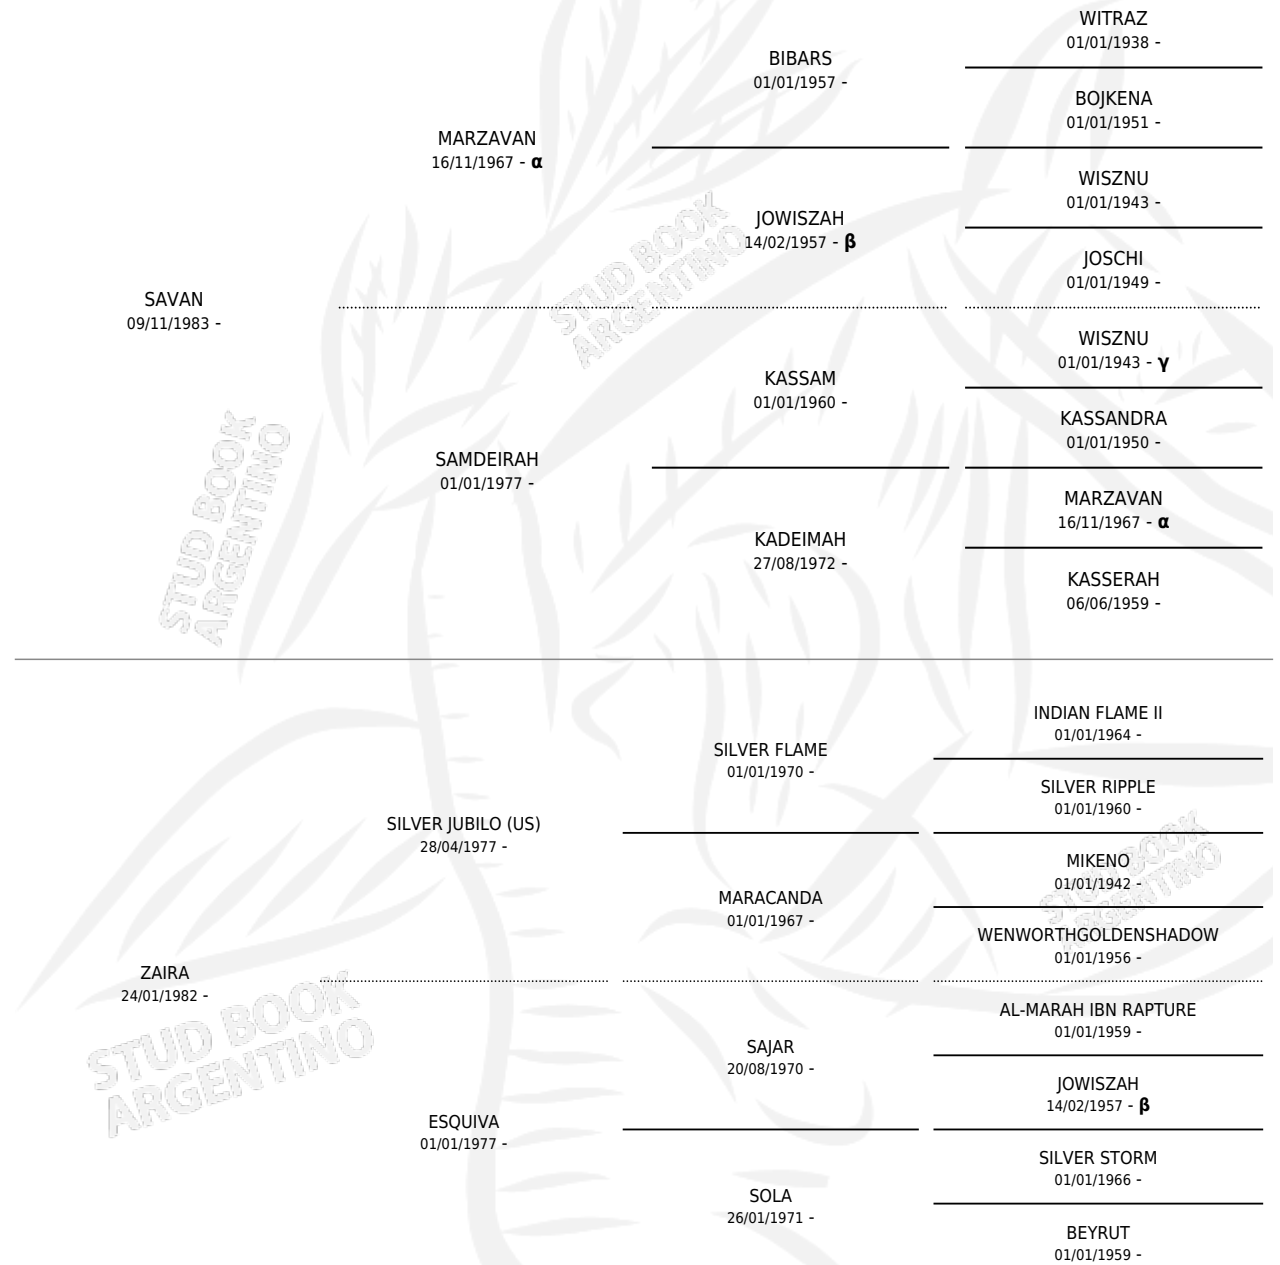 WITRAZ
01/01/1938 -
BIBARS
01/01/1957 -
BOJKENA
01/01/1951 -
MARZAVAN
16/11/1967 - α
WISZNU
01/01/1943 -
JOWISZAH
14/02/1957 - β
JOSCHI
01/01/1949 -
SAVAN
09/11/1983 -
WISZNU
01/01/1943 - γ
KASSAM
01/01/1960 -
KASSANDRA
01/01/1950 -
SAMDEIRAH
01/01/1977 -
MARZAVAN
16/11/1967 - α
KADEIMAH
27/08/1972 -
KASSERAH
06/06/1959 -
STUD BOOK
ARGENTINO
STUD BOOK
ARGENTINO
INDIAN FLAME II
01/01/1964 -
SILVER FLAME
01/01/1970 -
SILVER RIPPLE
01/01/1960 -
SILVER JUBILO (US)
28/04/1977 -
MIKENO
01/01/1942 -
MARACANDA
01/01/1967 -
WENWORTHGOLDENSHADOW
01/01/1956 -
ZAIRA
24/01/1982 -
AL-MARAH IBN RAPTURE
01/01/1959 -
SAJAR
20/08/1970 -
JOWISZAH
14/02/1957 - β
ESQUIVA
01/01/1977 -
SILVER STORM
01/01/1966 -
SOLA
26/01/1971 -
BEYRUT
01/01/1959 -
STUD BOOK
ARGENTINO
STUD BOOK
ARGENTINO